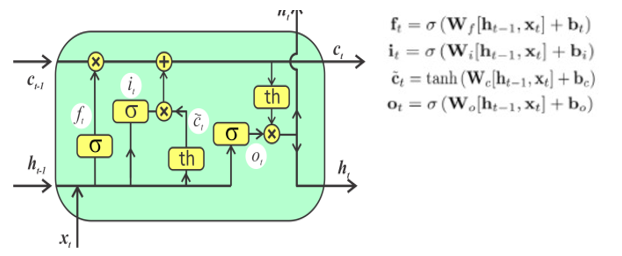 h_t
c_t
c_{t-1}
i_t
th
f_t
σ
×
+
c̃_t
σ
σ
×
×
th
o_t
h_{t-1}
h_t
x_t
f_t = σ (W_f[h_{t−1}, x_t] + b_t)
i_t = σ (W_i[h_{t−1}, x_t] + b_i)
c̃_t = tanh (W_c[h_{t−1}, x_t] + b_c)
o_t = σ (W_o[h_{t−1}, x_t] + b_o)